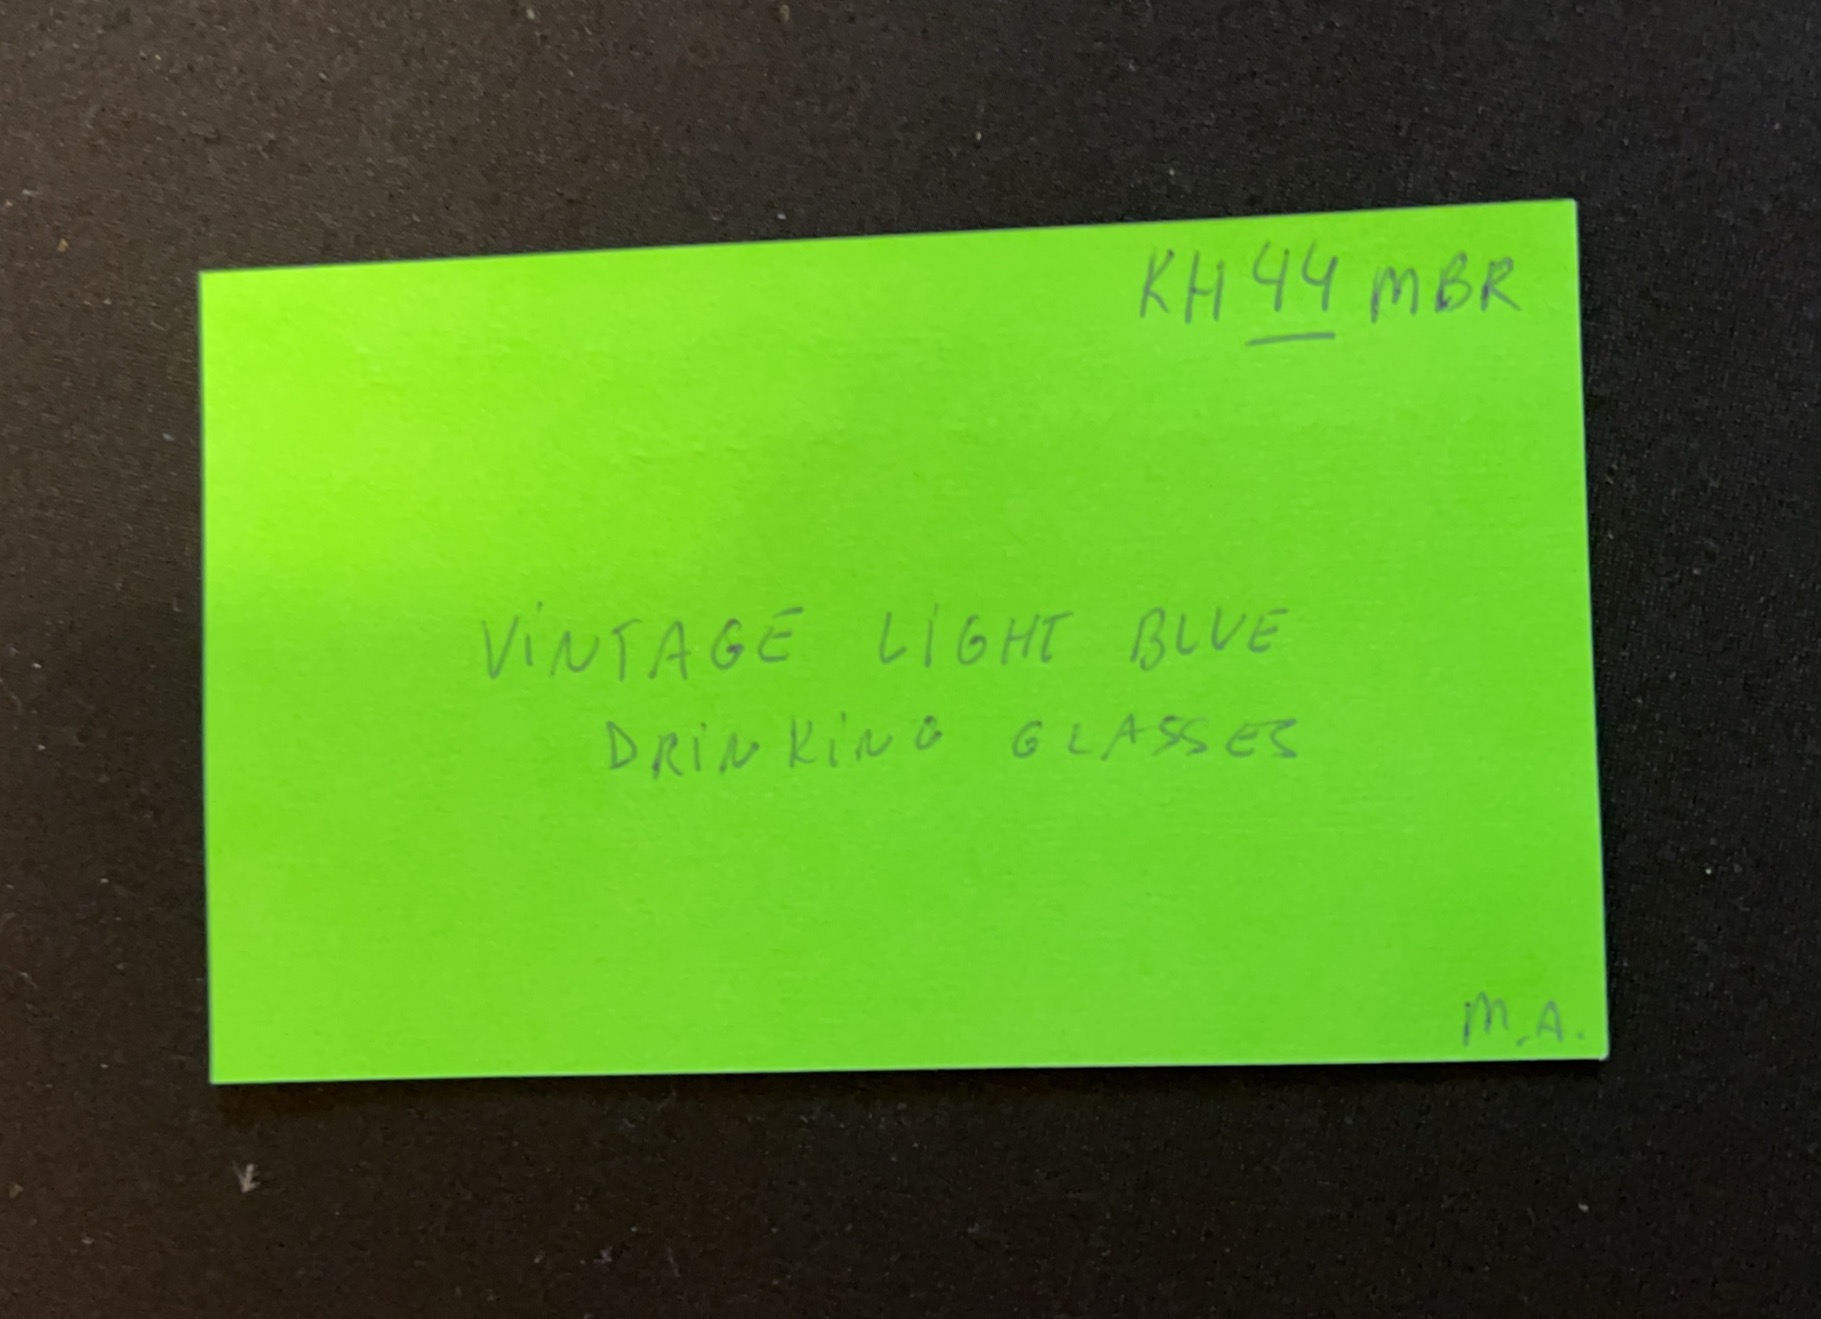 KH 44 MBR
VINTAGE LIGHT BLUE
DRINKING GLASSES
M.A.